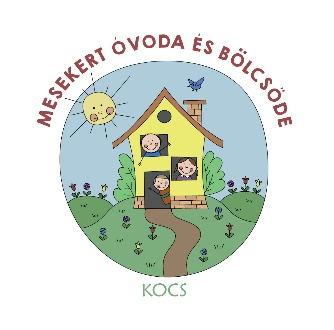 MESEKERT ÓVODA ÉS BÖLCSŐDE
KOCS